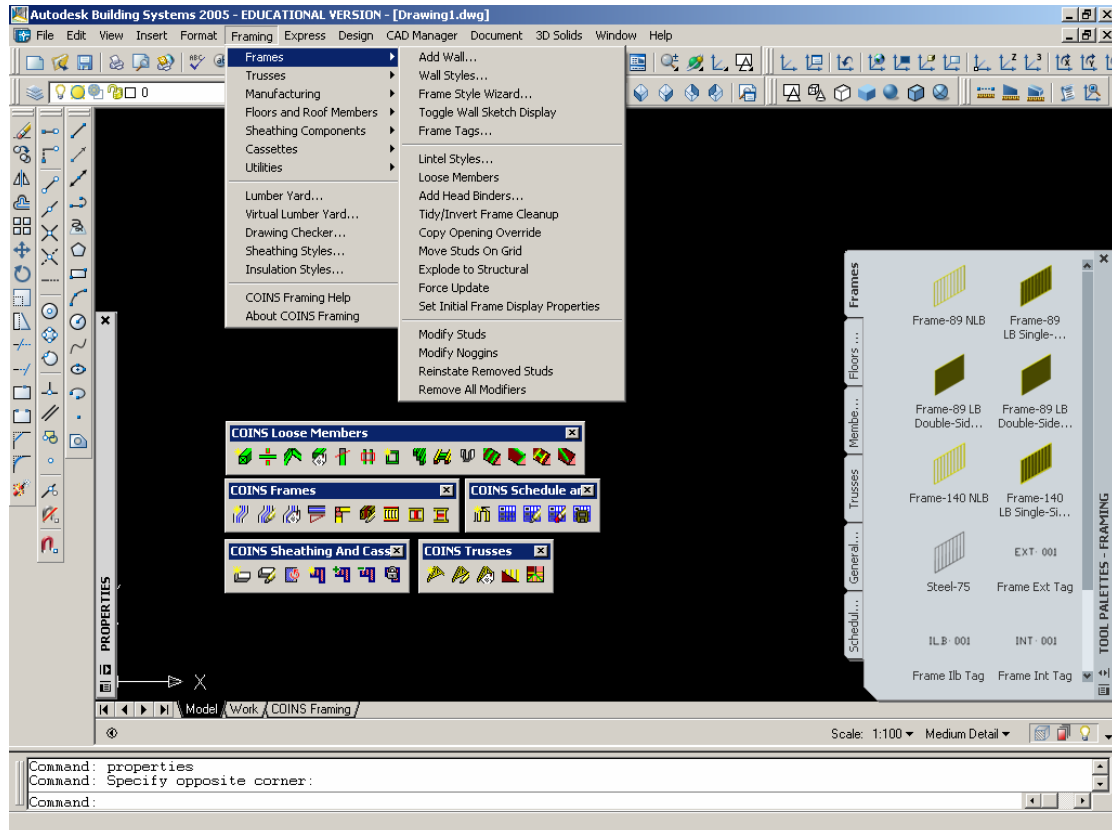 Autodesk Building Systems 2005 - EDUCATIONAL VERSION - [Drawing1.dwg]
File Edit View Insert Format Framing Express Design CAD Manager Document 3D Solids Window Help
0
Frames
Trusses
Manufacturing
Floors and Roof Members
Sheathing Components
Cassettes
Utilities
Lumber Yard...
Virtual Lumber Yard...
Drawing Checker...
Sheathing Styles...
Insulation Styles...
COINS Framing Help
About COINS Framing
Add Wall...
Wall Styles...
Frame Style Wizard...
Toggle Wall Sketch Display
Frame Tags...
Lintel Styles...
Loose Members
Add Head Binders...
Tidy/Invert Frame Cleanup
Copy Opening Override
Move Studs On Grid
Explode to Structural
Force Update
Set Initial Frame Display Properties
Modify Studs
Modify Noggins
Reinstate Removed Studs
Remove All Modifiers
COINS Loose Members
COINS Frames
COINS Schedule ar
COINS Sheathing And Cass
COINS Trusses
PROPERTIES
X
Frames
Floors ...
Membe...
Trusses
General...
Schedul...
Frame-89 NLB
Frame-89
LB Single-...
Frame-89 LB
Double-Sid...
Frame-89 LB
Double-Side...
Frame-140 NLB
Frame-140
LB Single-Si...
Steel-75
EXT- 001
Frame Ext Tag
ILB- 001
Frame Ilb Tag
INT- 001
Frame Int Tag
TOOL PALETTES - FRAMING
Model Work COINS Framing
Scale: 1:100 Medium Detail
Command: properties
Command: Specify opposite corner:
Command: